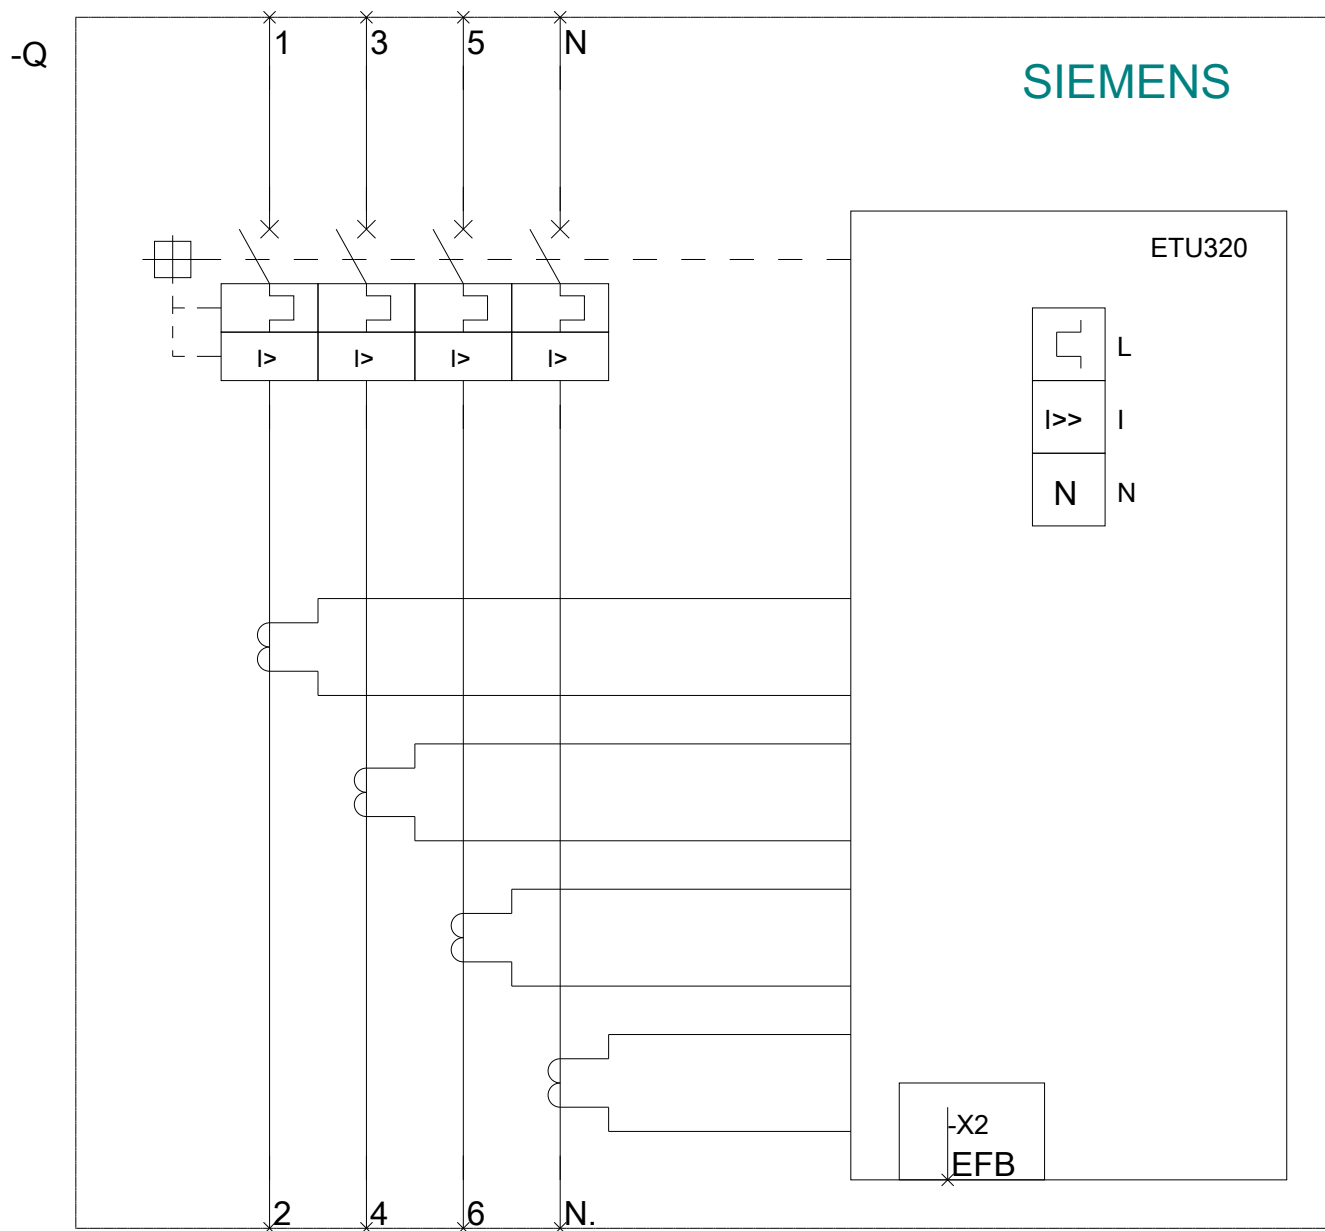 1 3 5 N
-Q
SIEMENS
ETU320
I> I> I> I>
L
I>> I
N N
-X2
EFB
2 4 6 N.